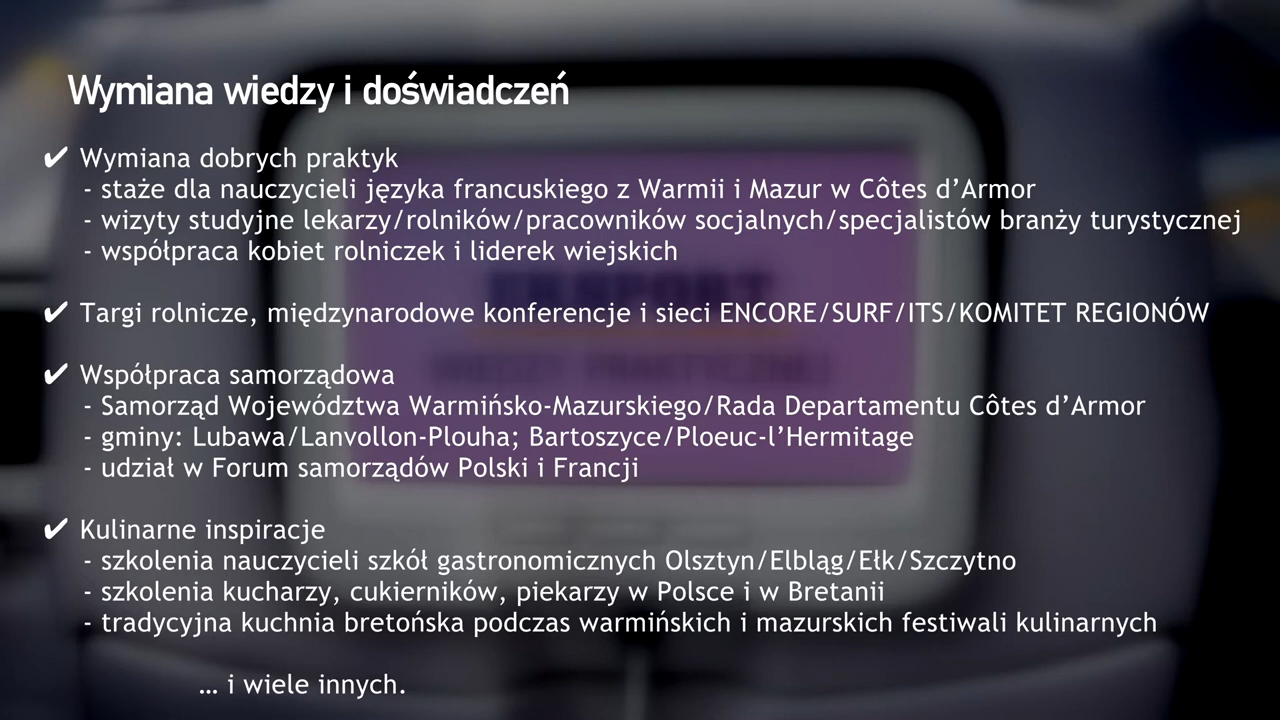 Wymiana wiedzy i doświadczeń
✔ Wymiana dobrych praktyk
- staże dla nauczycieli języka francuskiego z Warmii i Mazur w Côtes d’Armor
- wizyty studyjne lekarzy/rolników/pracowników socjalnych/specjalistów branży turystycznej
- współpraca kobiet rolniczek i liderek wiejskich
✔ Targi rolnicze, międzynarodowe konferencje i sieci ENCORE/SURF/ITS/KOMITET REGIONÓW
✔ Współpraca samorządowa
- Samorząd Województwa Warmińsko-Mazurskiego/Rada Departamentu Côtes d’Armor
- gminy: Lubawa/Lanvollon-Plouha; Bartoszyce/Ploeuc-l’Hermitage
- udział w Forum samorządów Polski i Francji
✔ Kulinarne inspiracje
- szkolenia nauczycieli szkół gastronomicznych Olsztyn/Elbląg/Ełk/Szczytno
- szkolenia kucharzy, cukierników, piekarzy w Polsce i w Bretanii
- tradycyjna kuchnia bretońska podczas warmińskich i mazurskich festiwali kulinarnych
… i wiele innych.